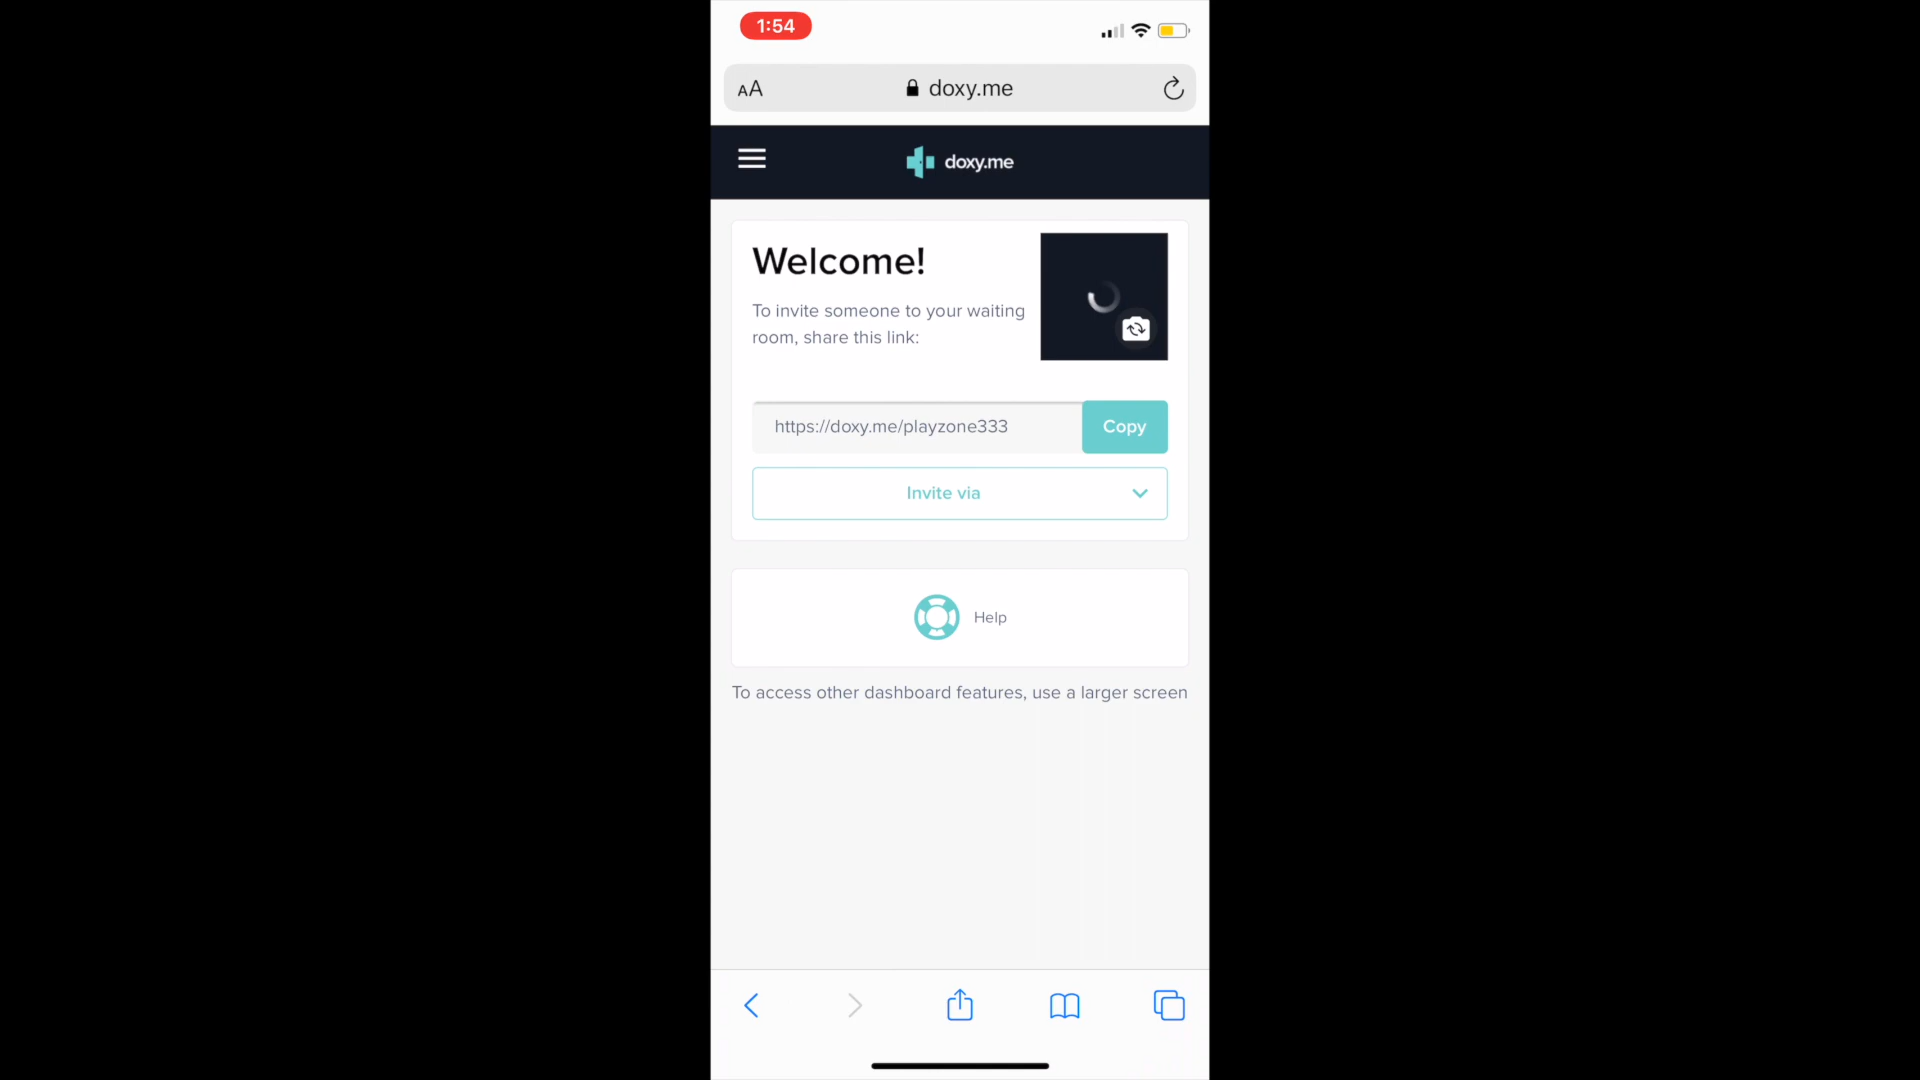 1:54
AA
doxy.me
doxy.me
Welcome!
To invite someone to your waiting
room, share this link:
https://doxy.me/playzone333
Copy
Invite via
Help
To access other dashboard features, use a larger screen